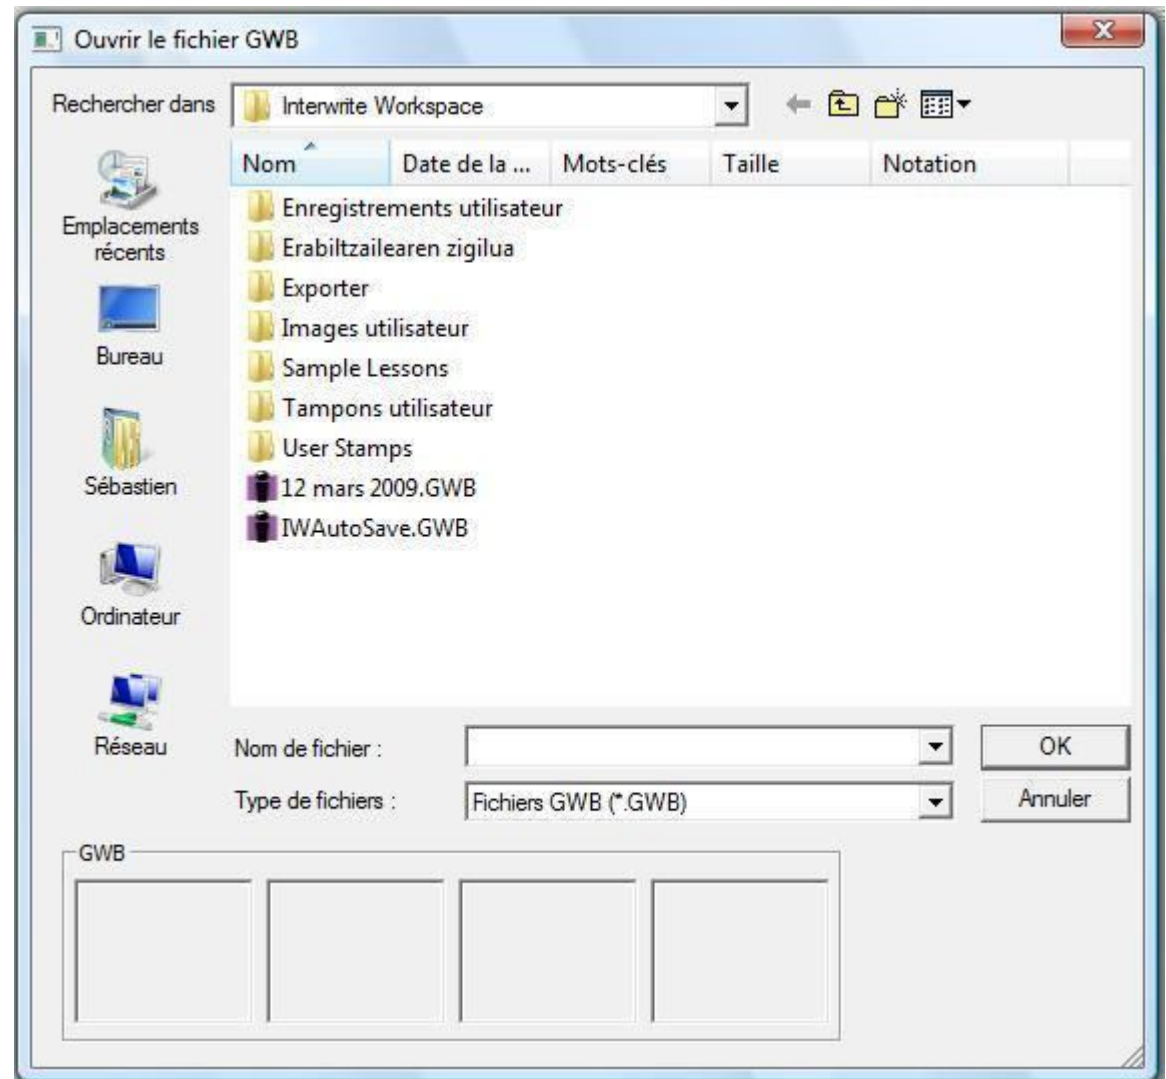 Ouvrir le fichier GWB
Rechercher dans
Interwrite Workspace
Nom
Date de la ...
Mots-clés
Taille
Notation
Emplacements
récents
Bureau
Sébastien
Ordinateur
Réseau
Enregistrements utilisateur
Erabiltzailearen zigilua
Exporter
Images utilisateur
Sample Lessons
Tampons utilisateur
User Stamps
12 mars 2009.GWB
IWAutoSave.GWB
Nom de fichier :
OK
Type de fichiers :
Fichiers GWB (*.GWB)
Annuler
GWB